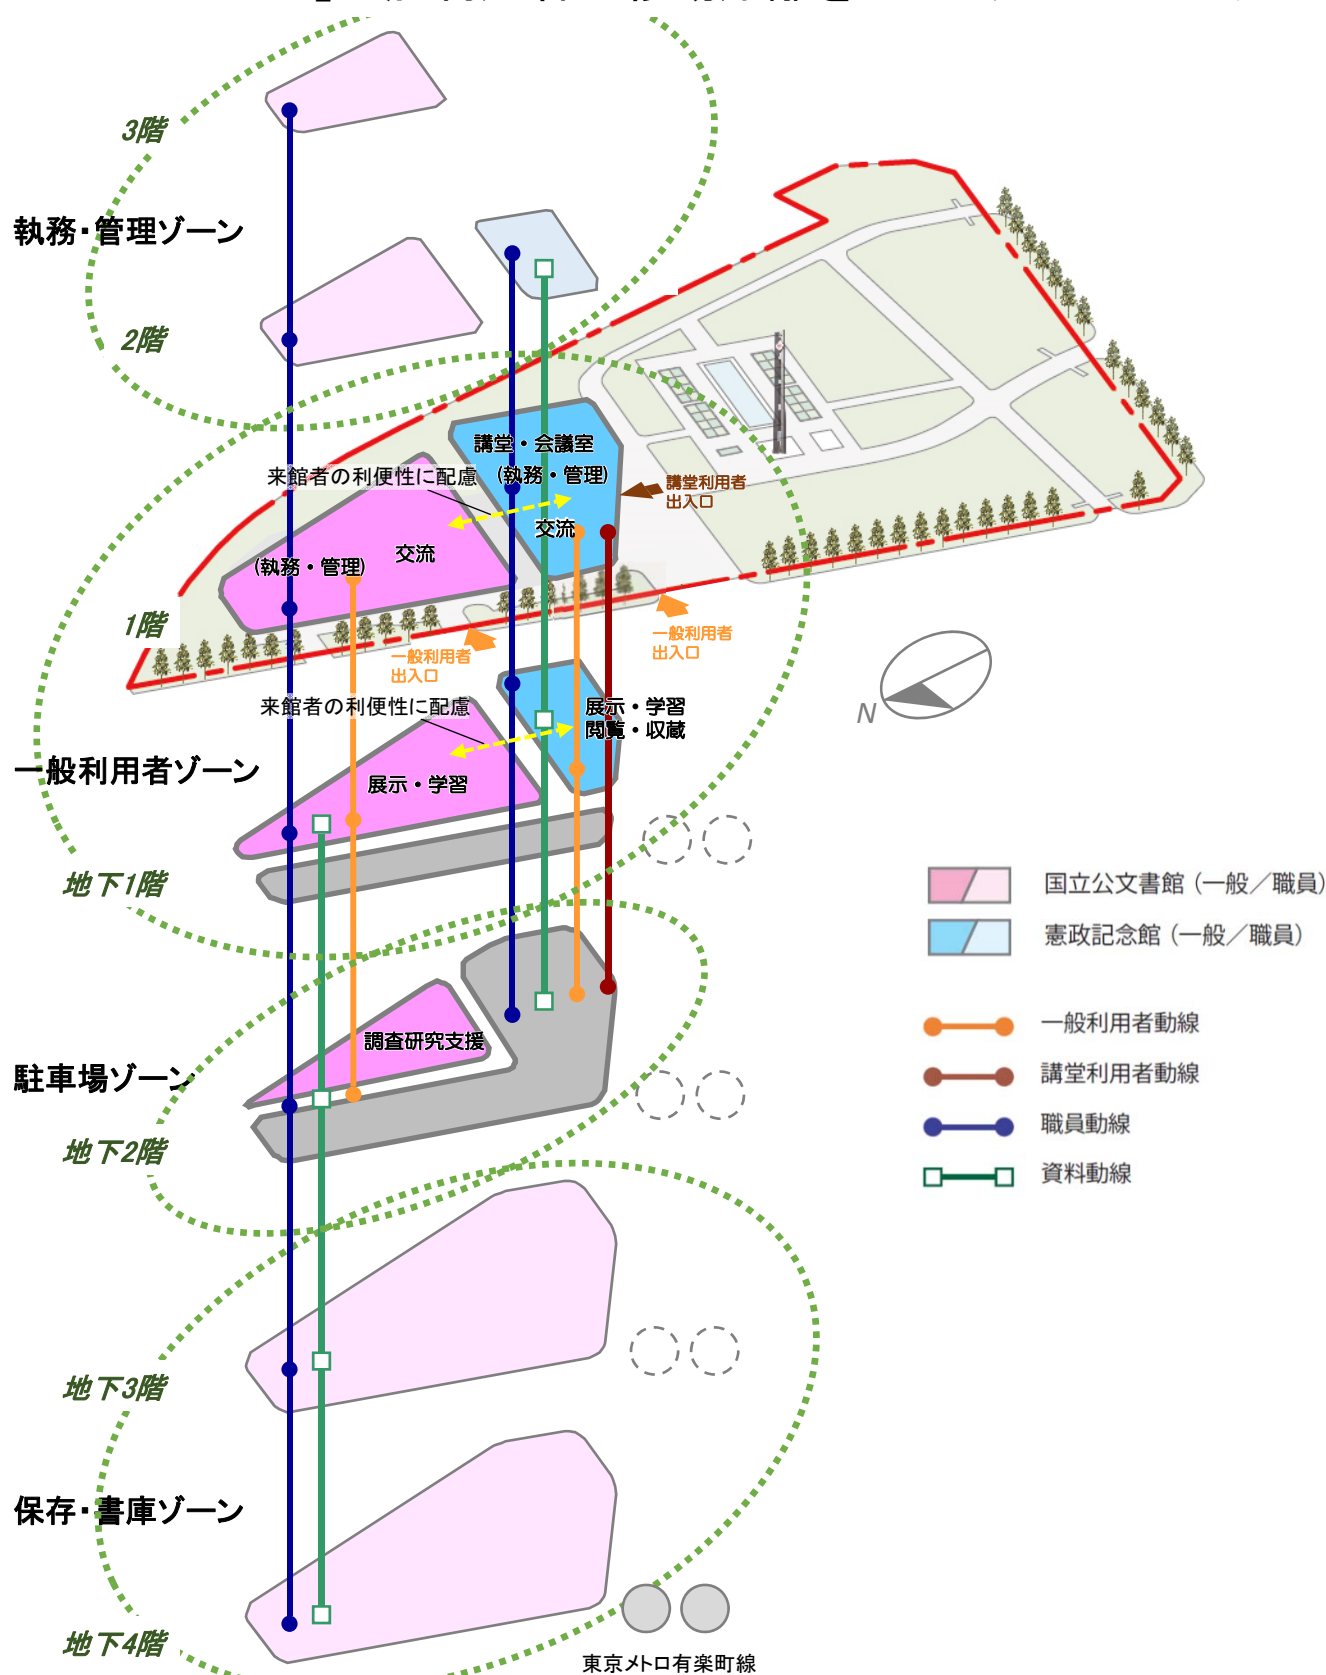 3階
執務・管理ゾーン
2階
講堂・会議室
来館者の利便性に配慮
(執務・管理)
講堂利用者
出入口
交流
交流
(執務・管理)
1階
一般利用者
出入口
一般利用者
出入口
N
来館者の利便性に配慮
展示・学習
閲覧・収蔵
一般利用者ゾーン
展示・学習
地下1階
国立公文書館(一般／職員)
憲政記念館(一般／職員)
一般利用者動線
調査研究支援
講堂利用者動線
駐車場ゾーン
職員動線
地下2階
資料動線
地下3階
保存・書庫ゾーン
地下4階
東京メトロ有楽町線